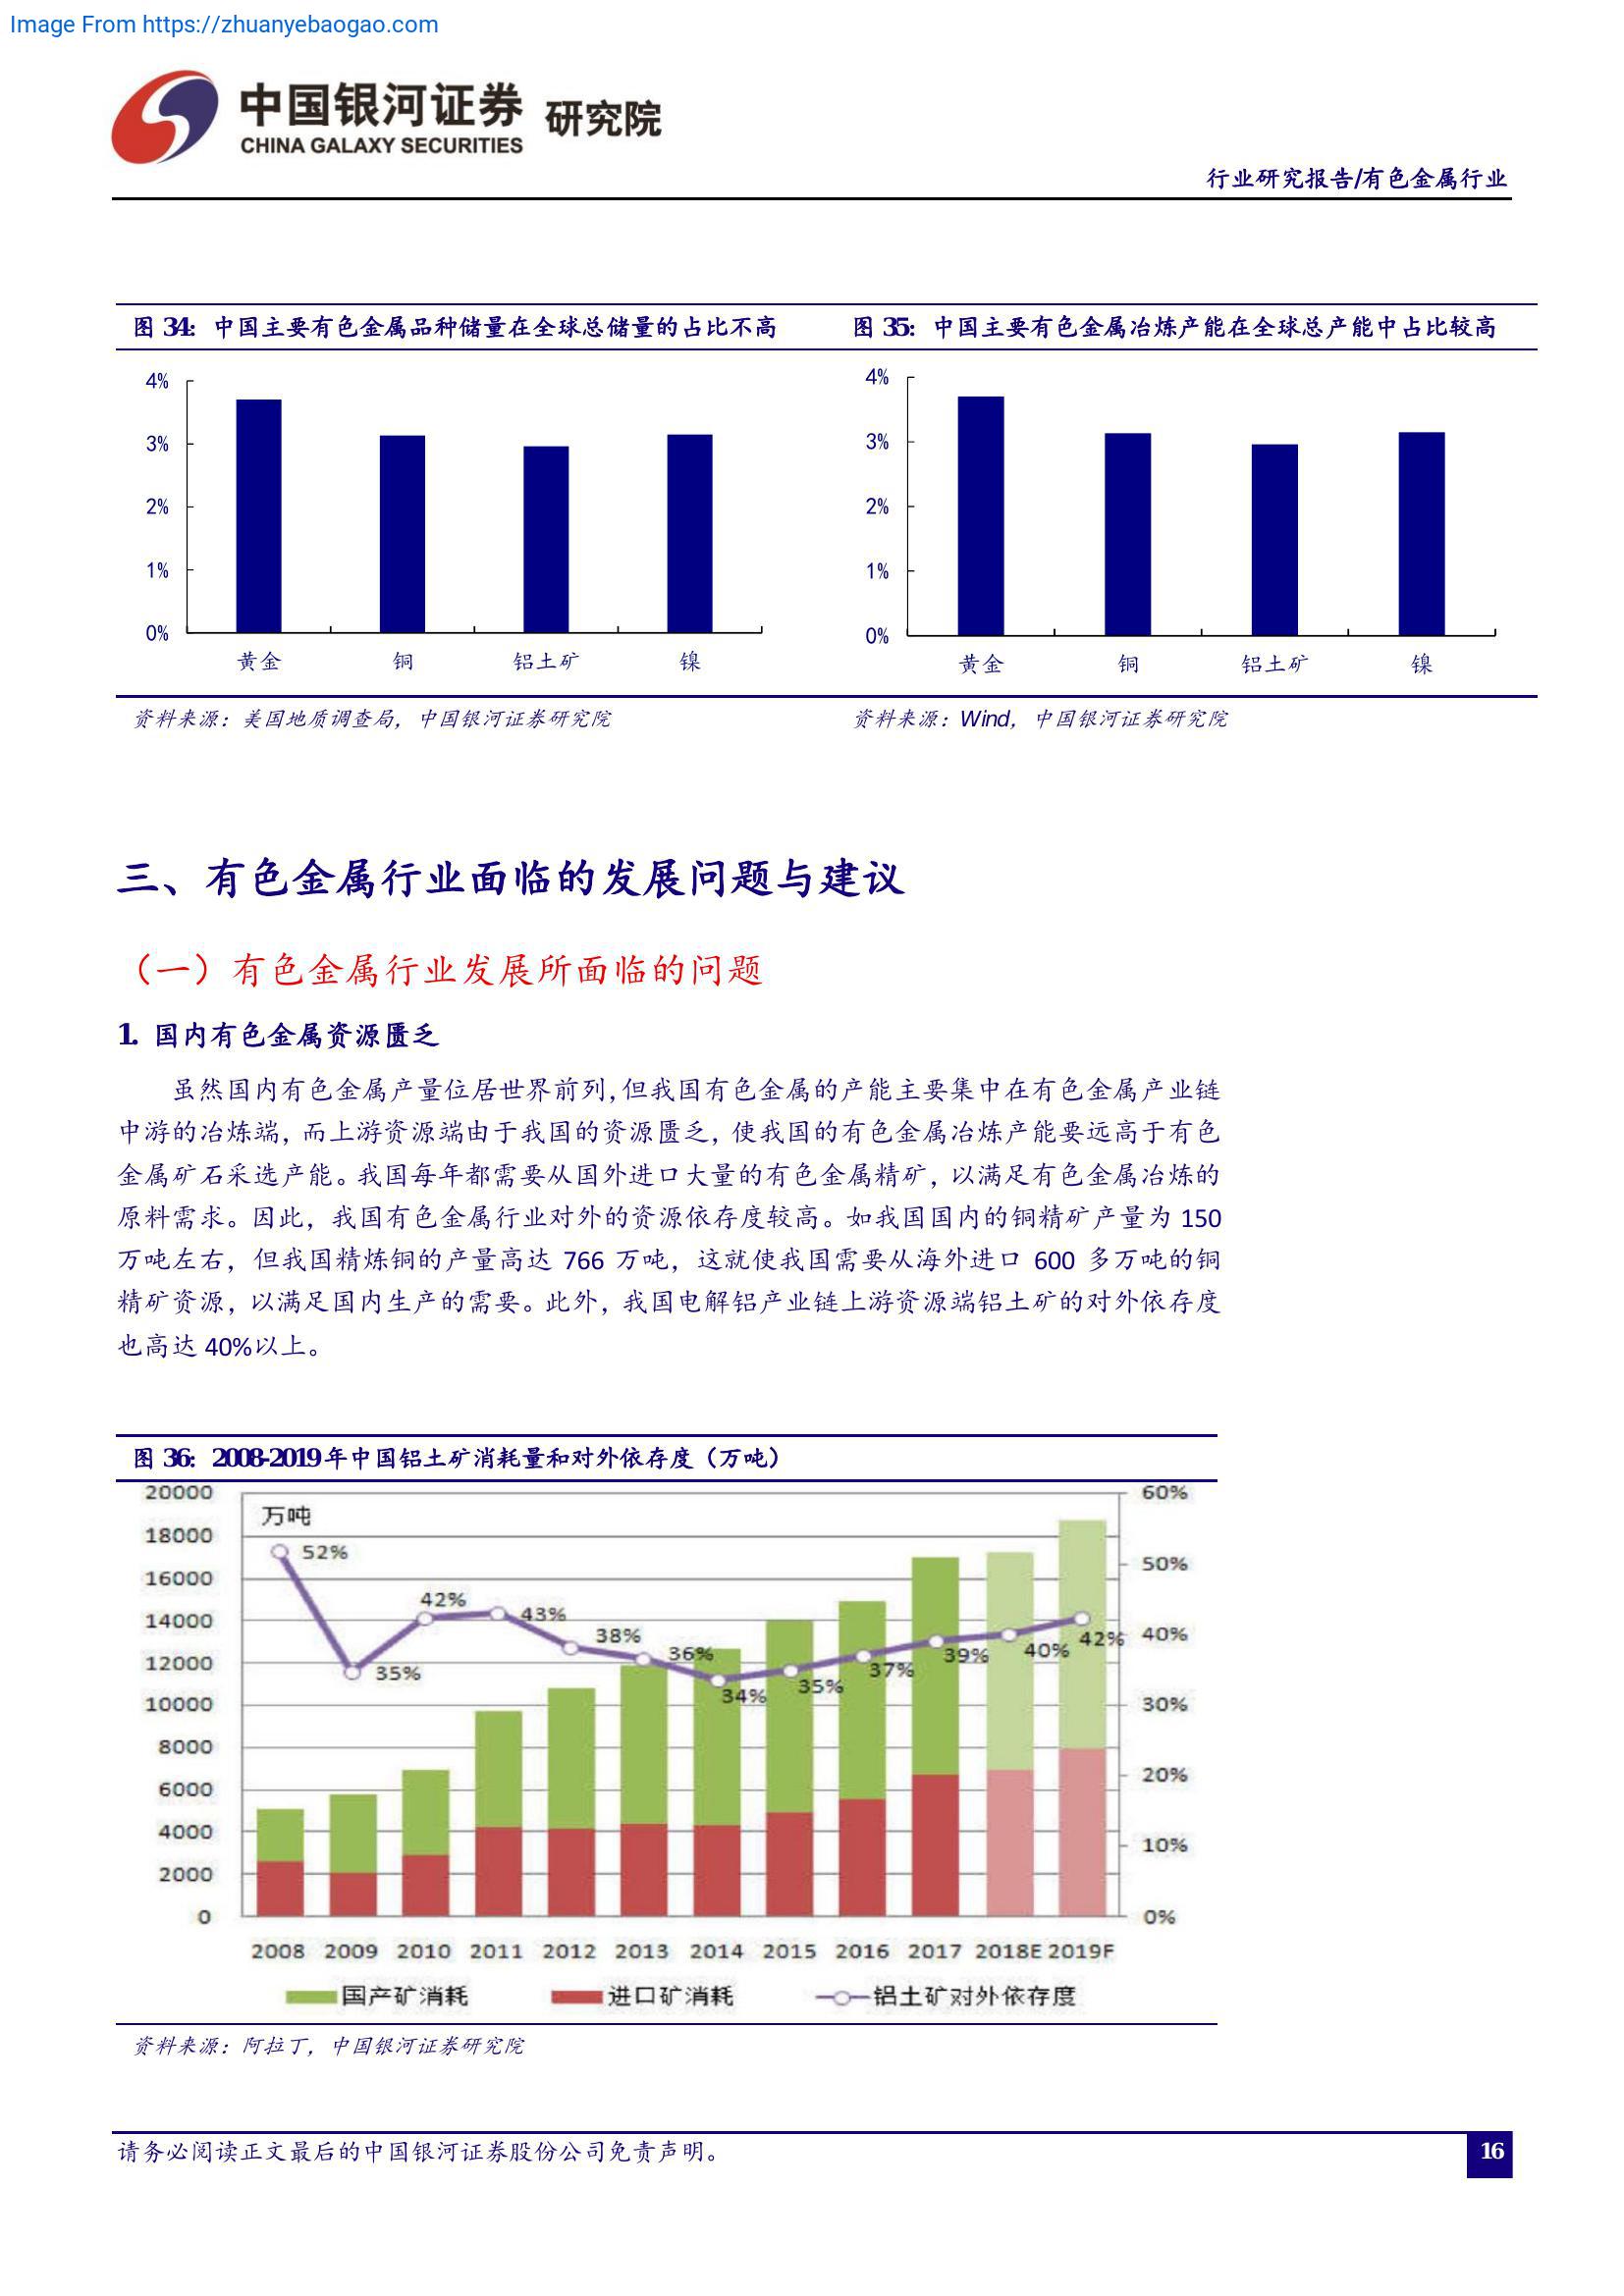 Image From https://zhuanyebaogao.com
中国银河证券 研究院
CHINA GALAXY SECURITIES
行业研究报告/有色金属行业
图 34: 中国主要有色金属品种储量在全球总储量的占比不高
4%
3%
2%
1%
0%
黄金 铜 铝土矿 镍
资料来源：美国地质调查局，中国银河证券研究院
图 35: 中国主要有色金属冶炼产能在全球总产能中占比较高
4%
3%
2%
1%
0%
黄金 铜 铝土矿 镍
资料来源：Wind，中国银河证券研究院
三、有色金属行业面临的发展问题与建议
（一）有色金属行业发展所面临的问题
1. 国内有色金属资源匮乏
虽然国内有色金属产量位居世界前列，但我国有色金属的产能主要集中在有色金属产业链
中游的冶炼端，而上游资源端由于我国的资源匮乏，使我国的有色金属冶炼产能要远高于有色
金属矿石采选产能。我国每年都需要从国外进口大量的有色金属精矿，以满足有色金属冶炼的
原料需求。因此，我国有色金属行业对外的资源依存度较高。如我国国内的铜精矿产量为 150
万吨左右，但我国精炼铜的产量高达 766 万吨，这就使我国需要从海外进口 600 多万吨的铜
精矿资源，以满足国内生产的需要。此外，我国电解铝产业链上游资源端铝土矿的对外依存度
也高达 40%以上。
图 36: 2008-2019年中国铝土矿消耗量和对外依存度（万吨）
万吨
20000
18000
16000
14000
12000
10000
8000
6000
4000
2000
0
60%
50%
40%
30%
20%
10%
0%
52%
35%
42%
43%
38%
36%
34%
35%
37%
39%
40%
42%
2008 2009 2010 2011 2012 2013 2014 2015 2016 2017 2018E 2019F
国产矿消耗 进口矿消耗 铝土矿对外依存度
资料来源：阿拉丁，中国银河证券研究院
请务必阅读正文最后的中国银河证券股份公司免责声明。
16